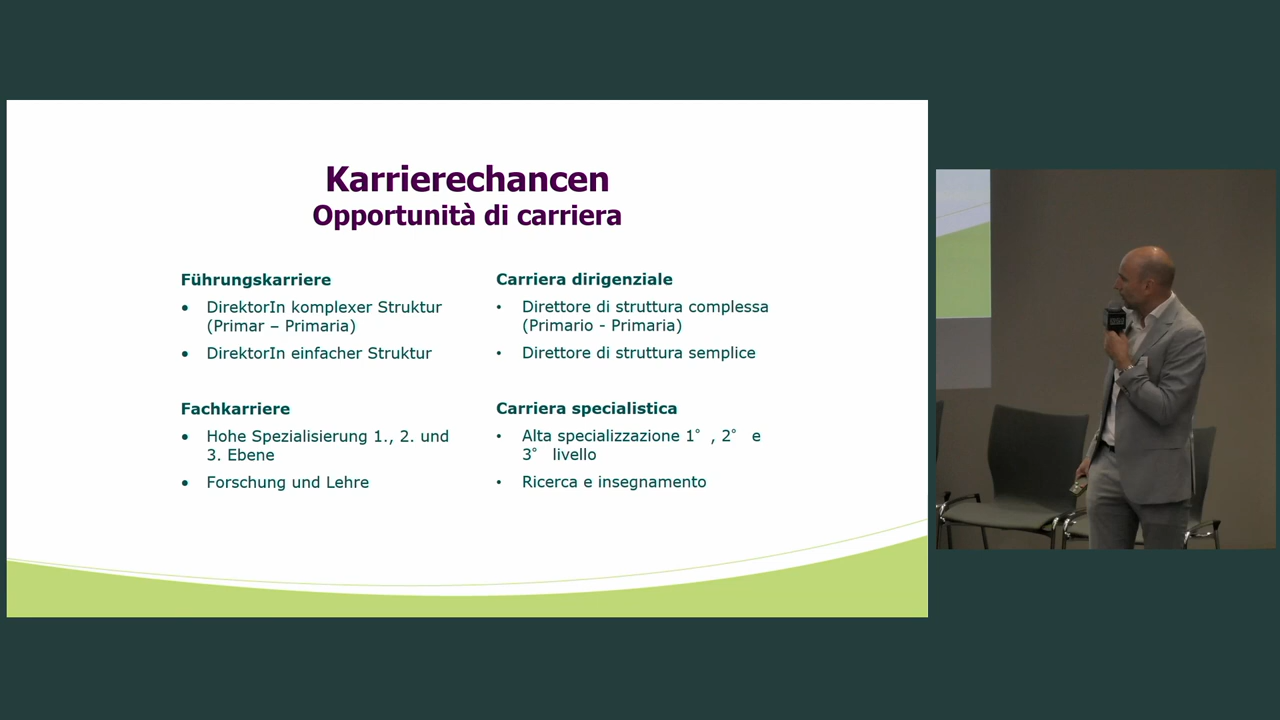 Karrierechancen
Opportunità di carriera
Führungskarriere
• DirektorIn komplexer Struktur
(Primar – Primaria)
• DirektorIn einfacher Struktur
Fachkarriere
• Hohe Spezialisierung 1., 2. und
3. Ebene
• Forschung und Lehre
Carriera dirigenziale
• Direttore di struttura complessa
(Primario - Primaria)
• Direttore di struttura semplice
Carriera specialistica
• Alta specializzazione 1° , 2° e
3° livello
• Ricerca e insegnamento